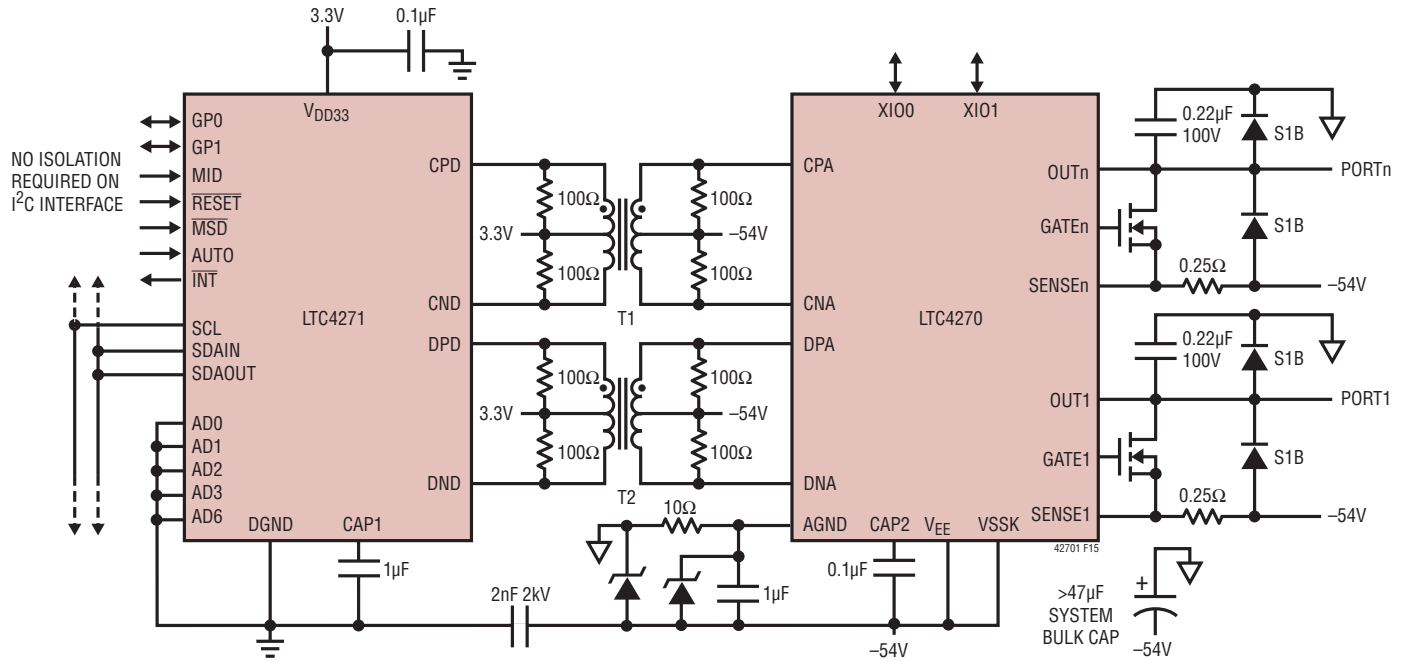 3.3V
0.1µF
VDD33
GP0
GP1
MID
RESET
MSD
AUTO
INT
NO ISOLATION
REQUIRED ON
I2C INTERFACE
SCL
SDAIN
SDAOUT
AD0
AD1
AD2
AD3
AD6
LTC4271
CPD
CND
DPD
DND
DGND
CAP1
1µF
100Ω
100Ω
3.3V
100Ω
100Ω
–54V
T1
100Ω
100Ω
3.3V
100Ω
100Ω
–54V
T2
10Ω
2nF 2kV
1µF
XIO0
XIO1
CPA
CNA
DPA
DNA
LTC4270
AGND
CAP2
VEE
VSSK
0.1µF
–54V
OUTn
GATEn
SENSEn
OUT1
GATE1
SENSE1
42701 F15
0.22µF
100V
S1B
PORTn
S1B
0.25Ω
–54V
0.22µF
100V
S1B
PORT1
S1B
0.25Ω
–54V
+
>47µF
SYSTEM
BULK CAP
–54V